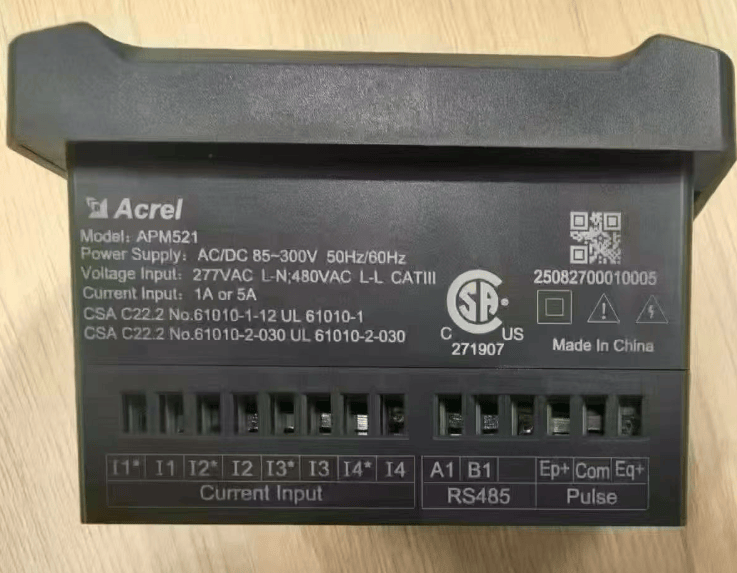 Acrel
Model: APM521
Power Supply: AC/DC 85~300V 50Hz/60Hz
Voltage Input: 277VAC L-N;480VAC L-L CATIII
Current Input: 1A or 5A
CSA C22.2 No.61010-1-12 UL 61010-1
CSA C22.2 No.61010-2-030 UL 61010-2-030
SA
C US
271907
25082700010005
Made In China
I1* I1 I2* I2 I3* I3 I4* I4
Current Input
A1 B1
RS485
Ep+ Com Eq+
Pulse